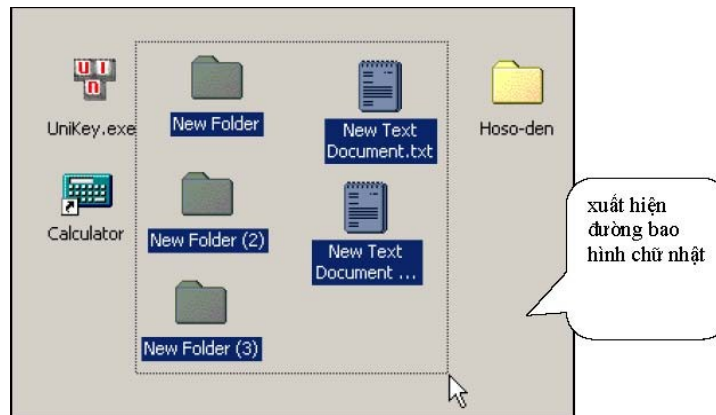 U I
n
UniKey.exe
New Folder
New Text
Document.txt
Hoso-den
Calculator
New Folder (2)
New Text
Document ...
New Folder (3)
xuất hiện
đường bao
hình chữ nhật